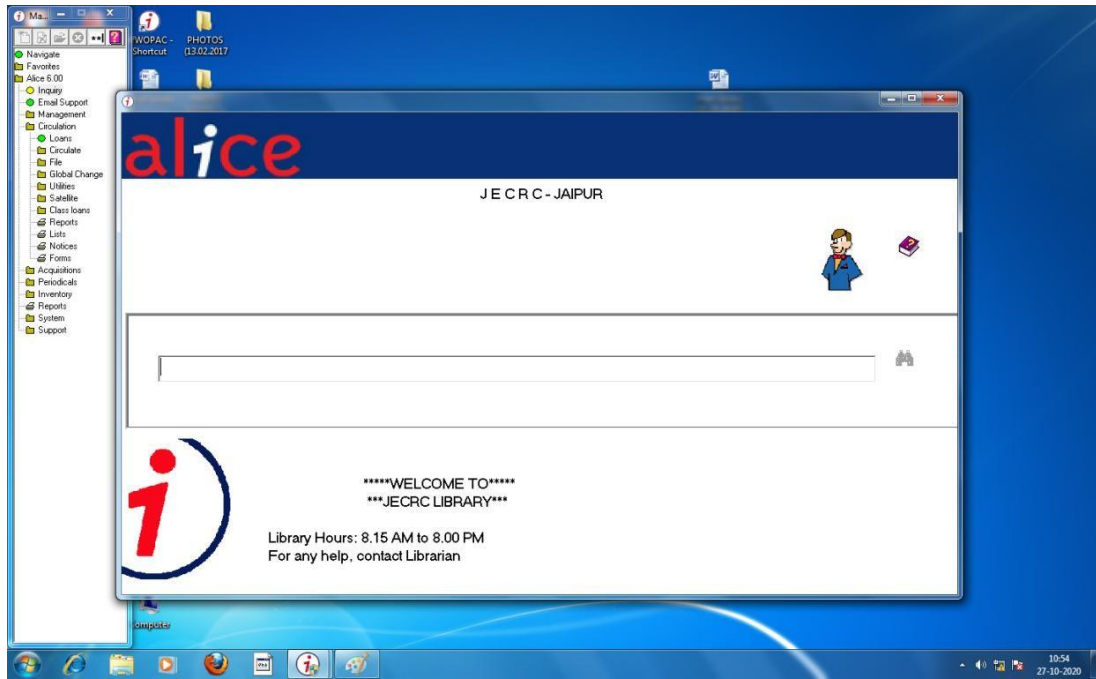 Ma...
Navigate
Favorites
Alice 6.00
Inquiry
Email Support
Management
Circulation
Loans
Circulate
File
Global Change
Utilities
Satellite
Class loans
Reports
Lists
Notices
Forms
Acquisitions
Periodicals
Inventory
Reports
System
Support
WOPAC -
Shortcut
PHOTOS
(13.02.2017
alice
J E C R C - JAIPUR
*****WELCOME TO*****
***JECRC LIBRARY***
Library Hours: 8.15 AM to 8.00 PM
For any help, contact Librarian
Computer
10:54
27-10-2020